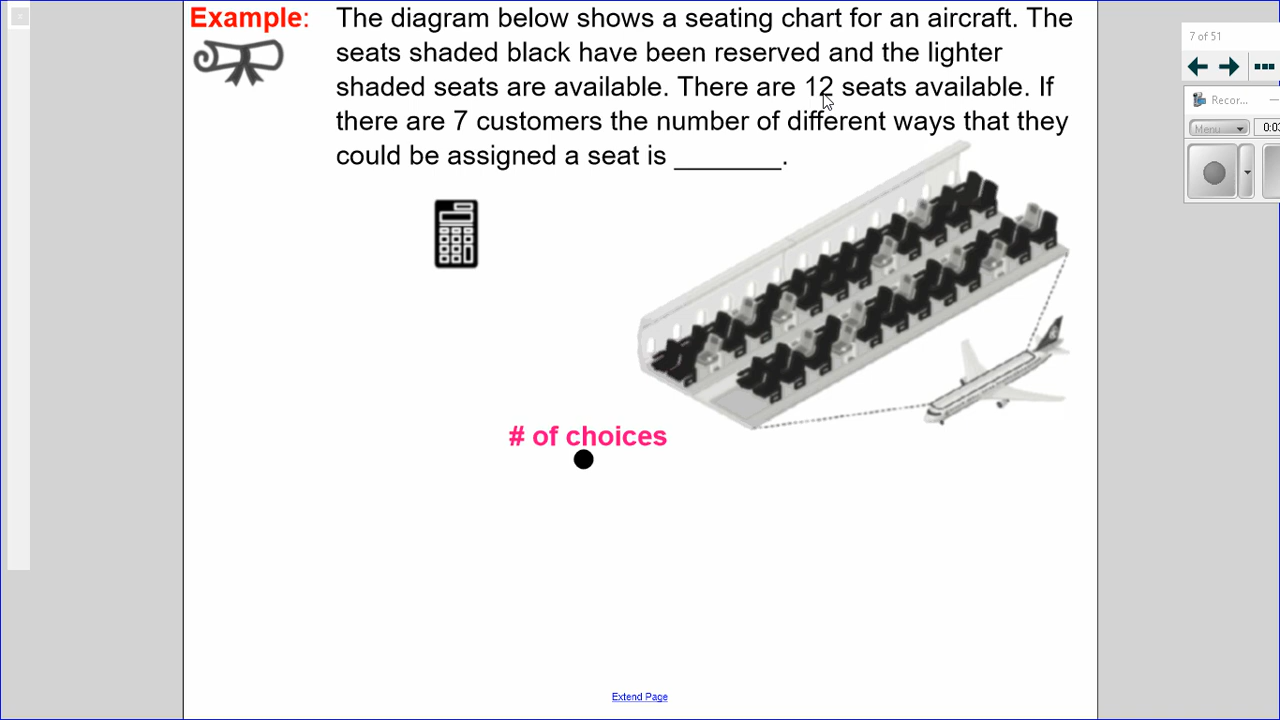 Example: The diagram below shows a seating chart for an aircraft. The
seats shaded black have been reserved and the lighter
shaded seats are available. There are 12 seats available. If
there are 7 customers the number of different ways that they
could be assigned a seat is _______.
# of choices
Extend Page
7 of 51
Recor...
Menu